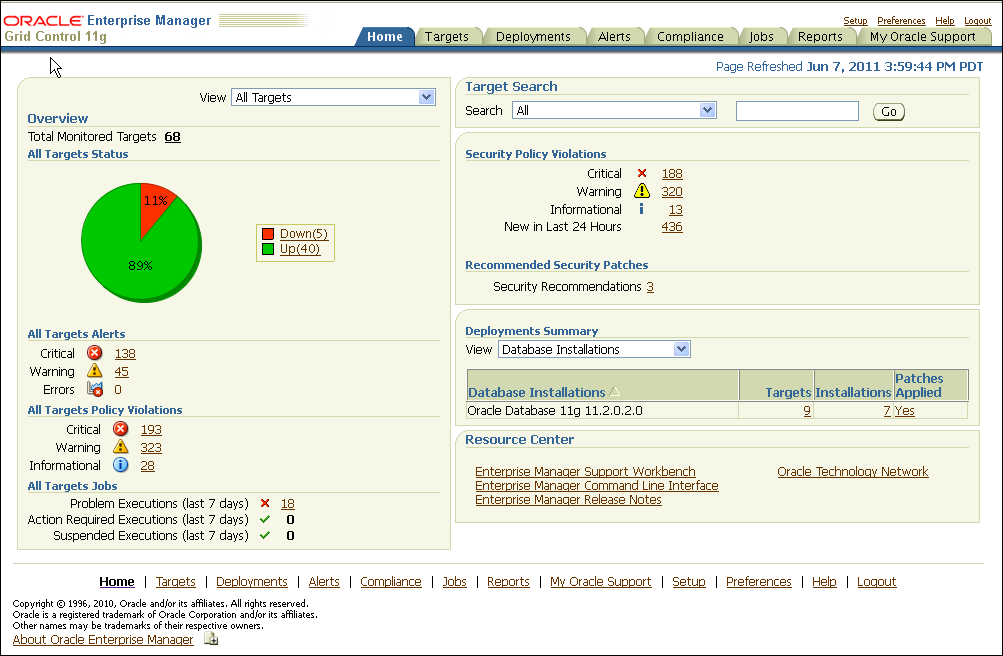 ORACLE Enterprise Manager
Grid Control 11g
Setup Preferences Help Logout
Home Targets Deployments Alerts Compliance Jobs Reports My Oracle Support
Page Refreshed Jun 7, 2011 3:59:44 PM PDT
View All Targets
Overview
Total Monitored Targets 68
All Targets Status
11%
89%
Down(5)
Up(40)
All Targets Alerts
Critical 138
Warning 45
Errors 0
All Targets Policy Violations
Critical 193
Warning 323
Informational 28
All Targets Jobs
Problem Executions (last 7 days) 18
Action Required Executions (last 7 days) 0
Suspended Executions (last 7 days) 0
Target Search
Search All Go
Security Policy Violations
Critical 188
Warning 320
Informational 13
New in Last 24 Hours 436
Recommended Security Patches
Security Recommendations 3
Deployments Summary
View Database Installations
Database Installations Targets Installations Patches Applied
Oracle Database 11g 11.2.0.2.0 9 7 Yes
Resource Center
Enterprise Manager Support Workbench Oracle Technology Network
Enterprise Manager Command Line Interface
Enterprise Manager Release Notes
Home | Targets | Deployments | Alerts | Compliance | Jobs | Reports | My Oracle Support | Setup | Preferences | Help | Logout
Copyright © 1996, 2010, Oracle and/or its affiliates. All rights reserved.
Oracle is a registered trademark of Oracle Corporation and/or its affiliates.
Other names may be trademarks of their respective owners.
About Oracle Enterprise Manager